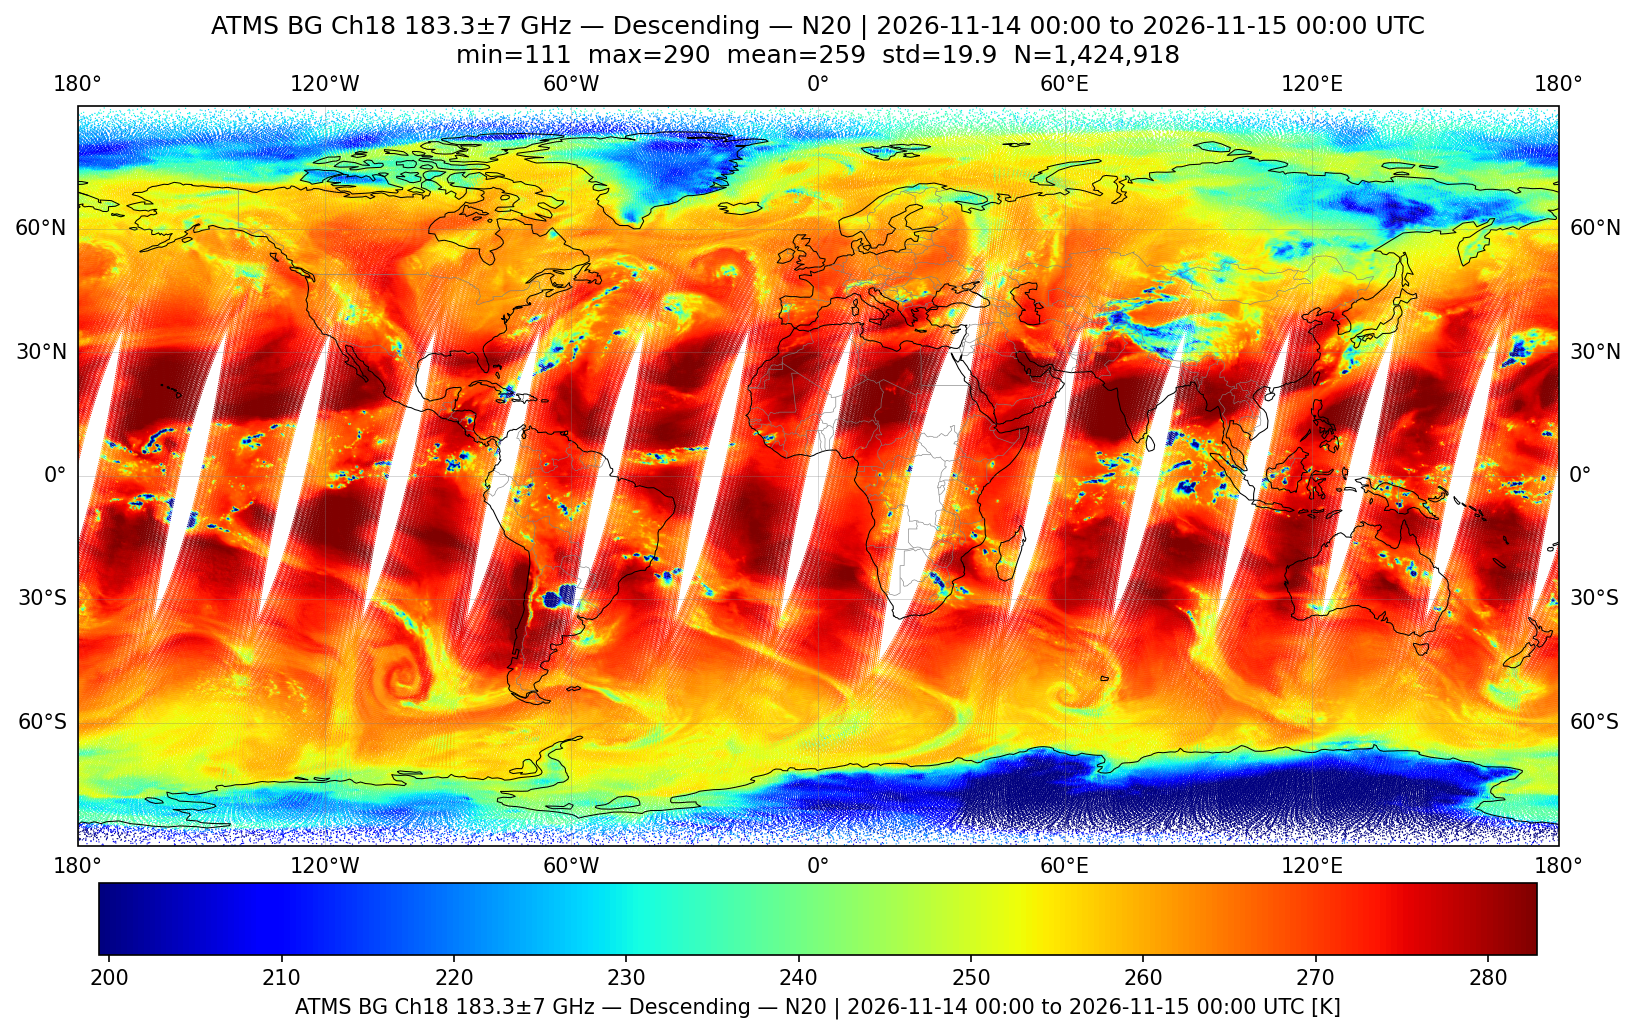 ATMS BG Ch18 183.3±7 GHz — Descending — N20 | 2026-11-14 00:00 to 2026-11-15 00:00 UTC
min=111  max=290  mean=259  std=19.9  N=1,424,918
180° 120°W 60°W 0° 60°E 120°E 180°
60°N 60°N
30°N 30°N
0° 0°
30°S 30°S
60°S 60°S
180° 120°W 60°W 0° 60°E 120°E 180°
200 210 220 230 240 250 260 270 280
ATMS BG Ch18 183.3±7 GHz — Descending — N20 | 2026-11-14 00:00 to 2026-11-15 00:00 UTC [K]